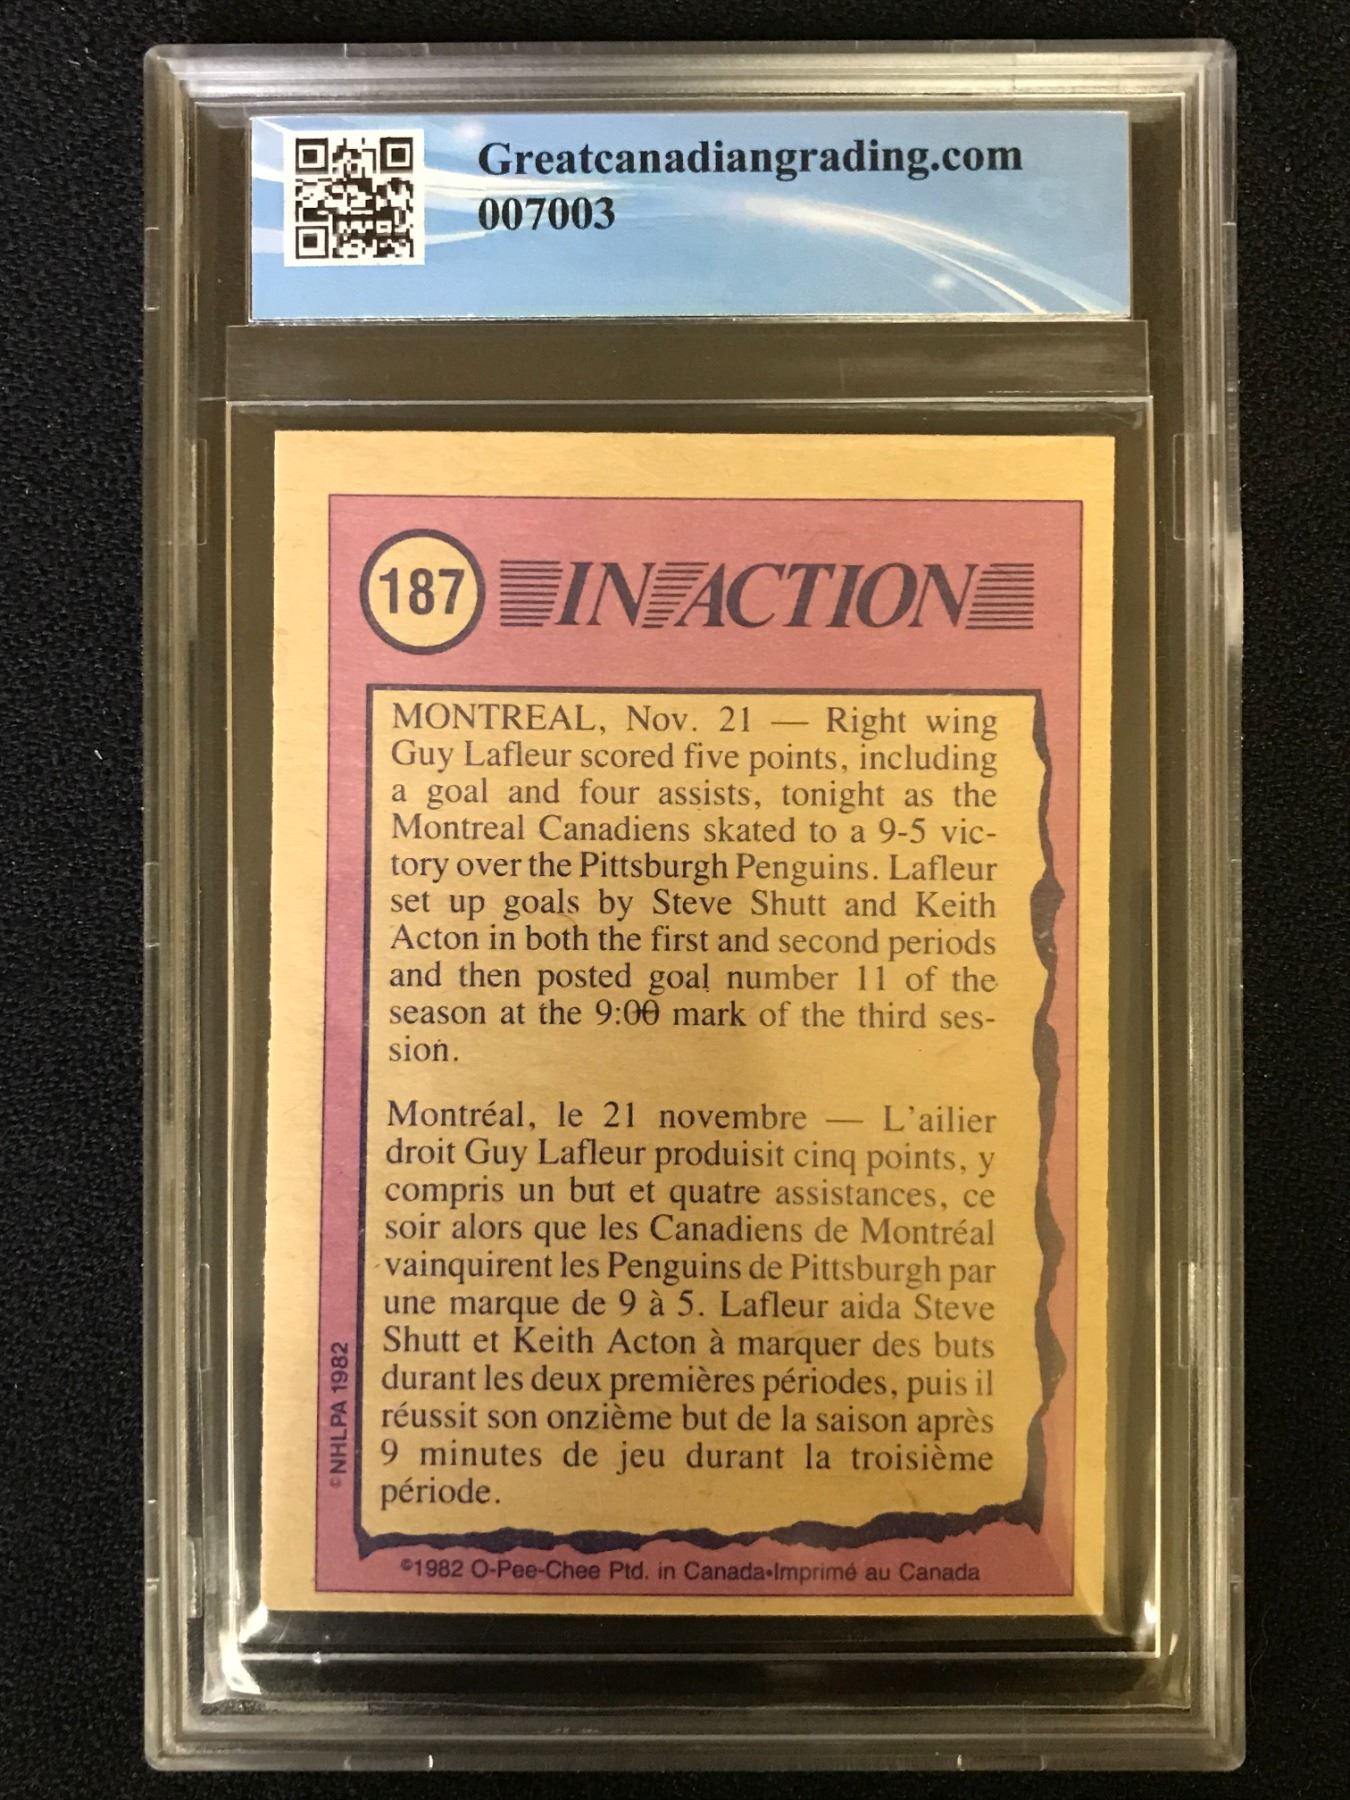 Greatcanadiangrading.com
007003
187 IN ACTION
MONTREAL, Nov. 21 — Right wing
Guy Lafleur scored five points, including
a goal and four assists, tonight as the
Montreal Canadiens skated to a 9-5 vic-
tory over the Pittsburgh Penguins. Lafleur
set up goals by Steve Shutt and Keith
Acton in both the first and second periods
and then posted goal number 11 of the
season at the 9:00 mark of the third ses-
sion.
Montréal, le 21 novembre — L'ailier
droit Guy Lafleur produisit cinq points, y
compris un but et quatre assistances, ce
soir alors que les Canadiens de Montréal
vainquirent les Penguins de Pittsburgh par
une marque de 9 à 5. Lafleur aida Steve
Shutt et Keith Acton à marquer des buts
durant les deux premières périodes, puis il
réussit son onzième but de la saison après
9 minutes de jeu durant la troisième
période.
©NHLPA 1982
©1982 O-Pee-Chee Ptd. in Canada•Imprimé au Canada